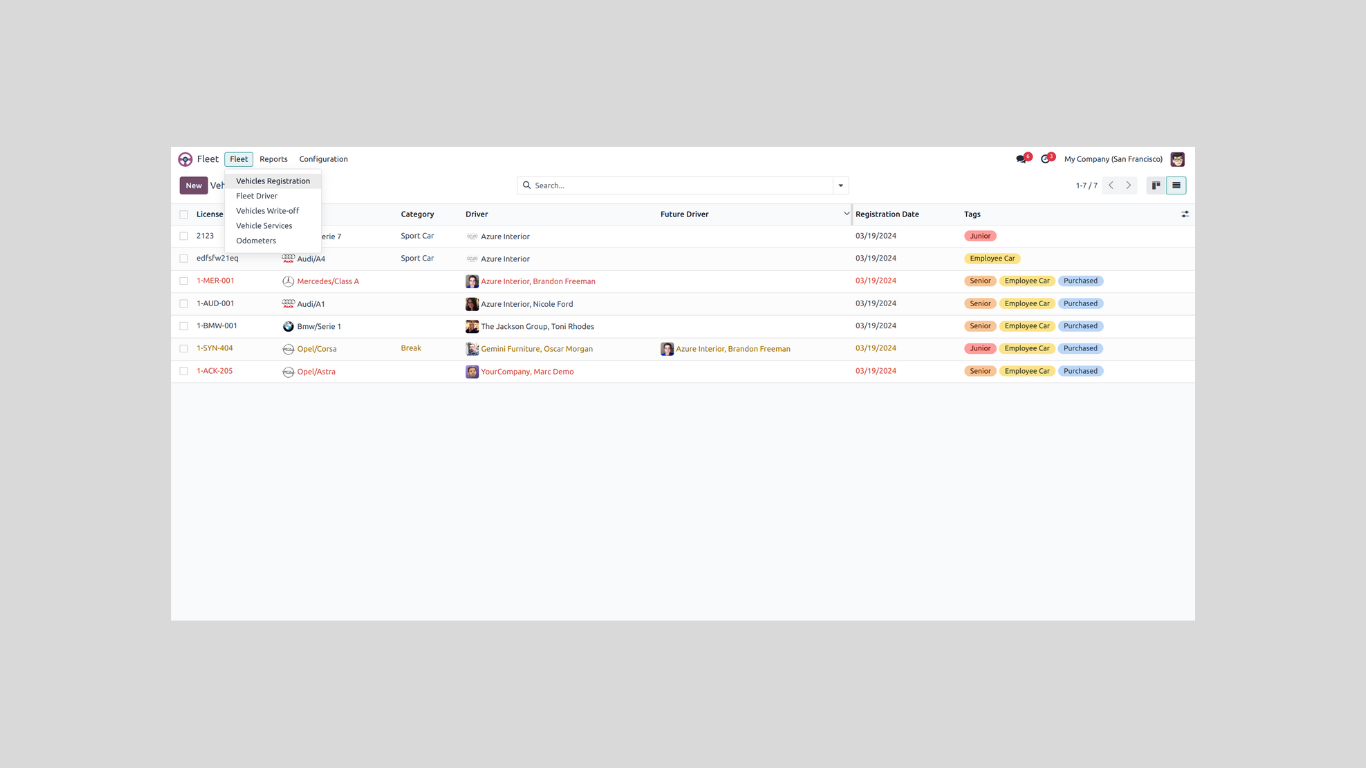 Fleet Fleet Reports Configuration 6 3 My Company (San Francisco)
New Veh Search... 1-7 / 7
Vehicles Registration
Fleet Driver
Vehicles Write-off
Vehicle Services
Odometers
License Category Driver Future Driver Registration Date Tags
2123 erie 7 Sport Car Azure Interior 03/19/2024 Junior
edfsfw21eq Audi/A4 Sport Car Azure Interior 03/19/2024 Employee Car
1-MER-001 Mercedes/Class A Azure Interior, Brandon Freeman 03/19/2024 Senior Employee Car Purchased
1-AUD-001 Audi/A1 Azure Interior, Nicole Ford 03/19/2024 Senior Employee Car Purchased
1-BMW-001 Bmw/Serie 1 The Jackson Group, Toni Rhodes 03/19/2024 Senior Employee Car Purchased
1-SYN-404 Opel/Corsa Break Gemini Furniture, Oscar Morgan Azure Interior, Brandon Freeman 03/19/2024 Junior Employee Car Purchased
1-ACK-205 Opel/Astra YourCompany, Marc Demo 03/19/2024 Senior Employee Car Purchased